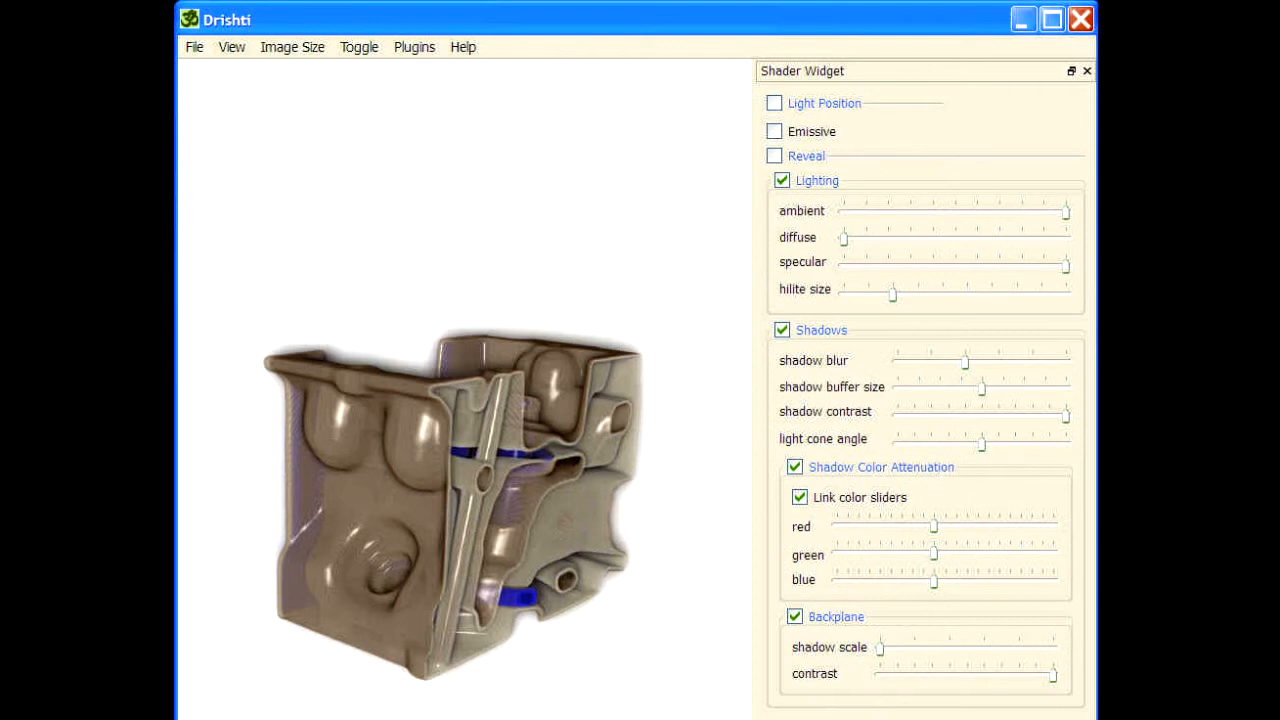 Drishti
File View Image Size Toggle Plugins Help
Shader Widget
Light Position
Emissive
Reveal
Lighting
ambient
diffuse
specular
hilite size
Shadows
shadow blur
shadow buffer size
shadow contrast
light cone angle
Shadow Color Attenuation
Link color sliders
red
green
blue
Backplane
shadow scale
contrast